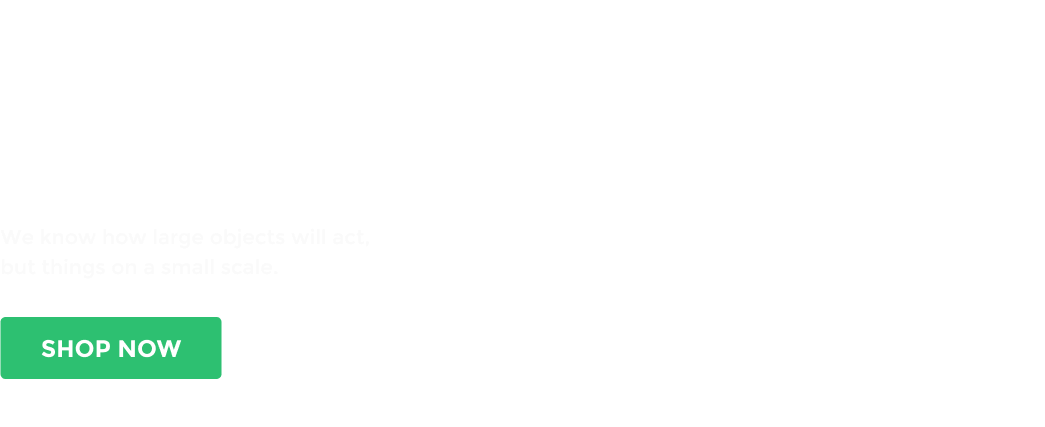 We know how large objects will act,
but things on a small scale.
SHOP NOW